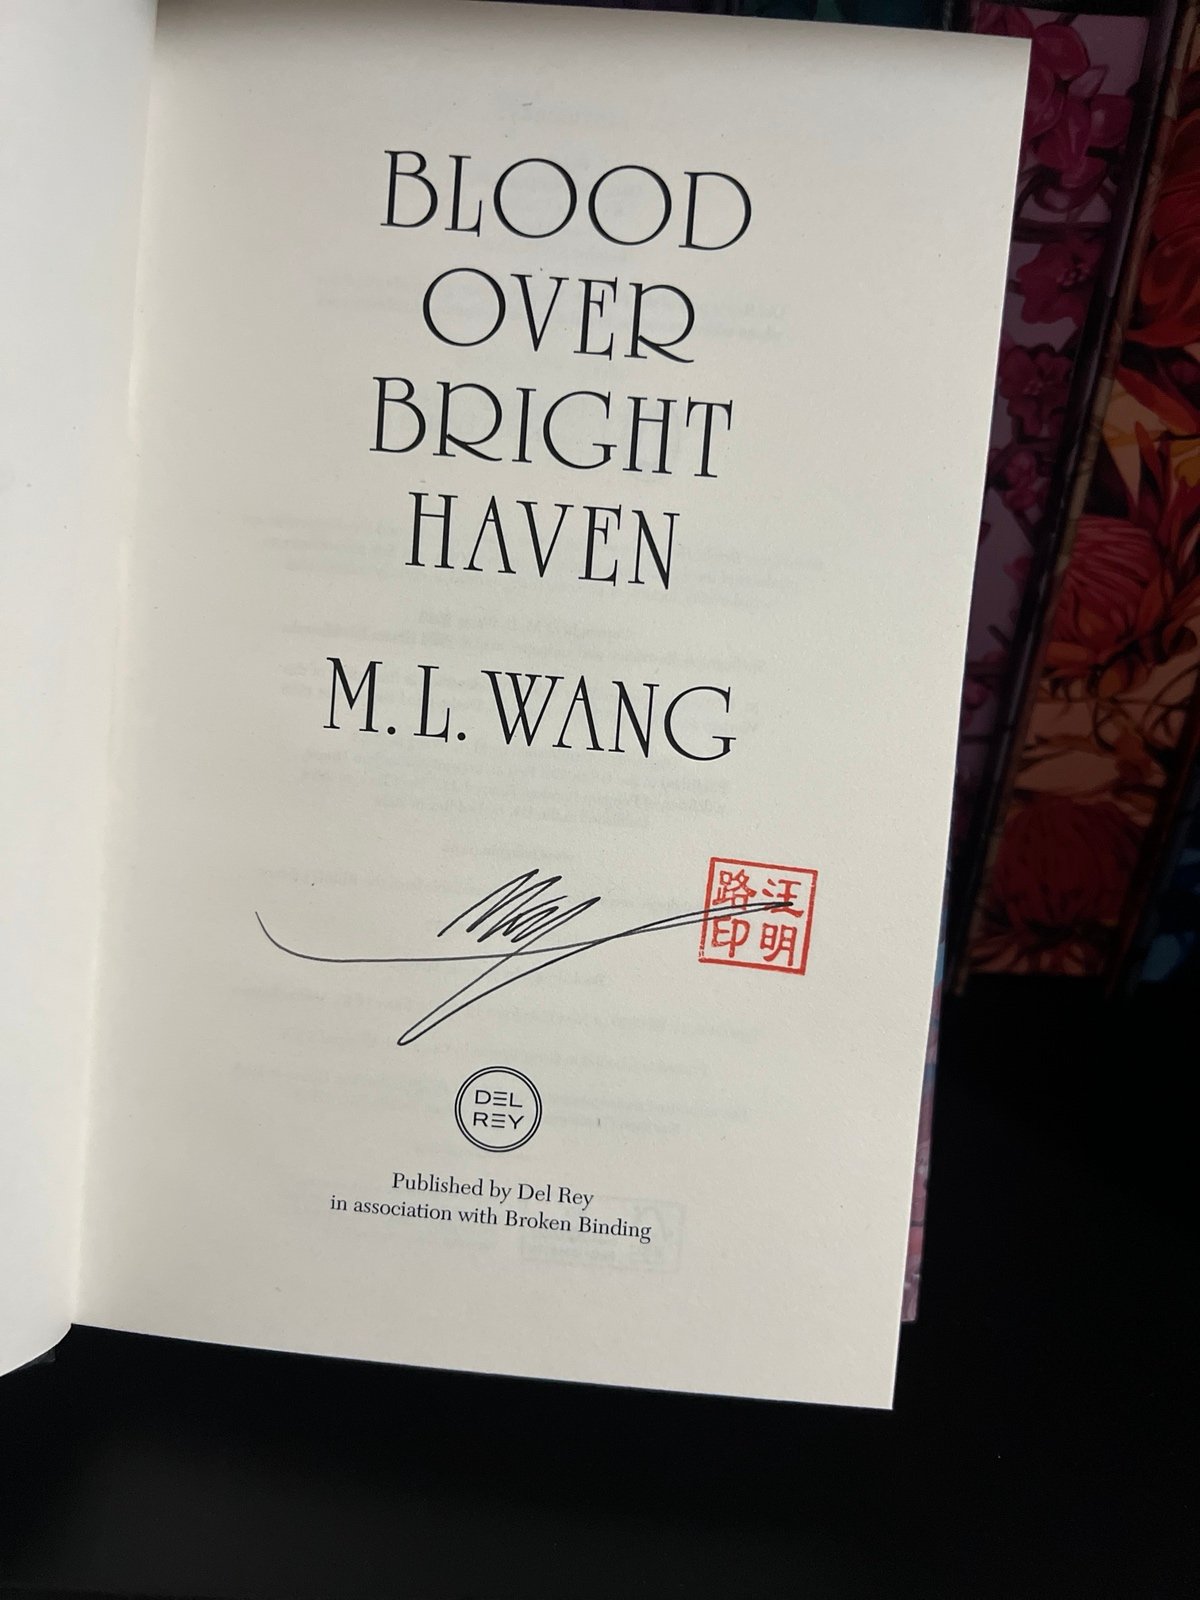 BLOOD
OVER
BRIGHT
HAVEN
M. L. WANG
汪明
路印
DEL
REY
Published by Del Rey
in association with Broken Binding